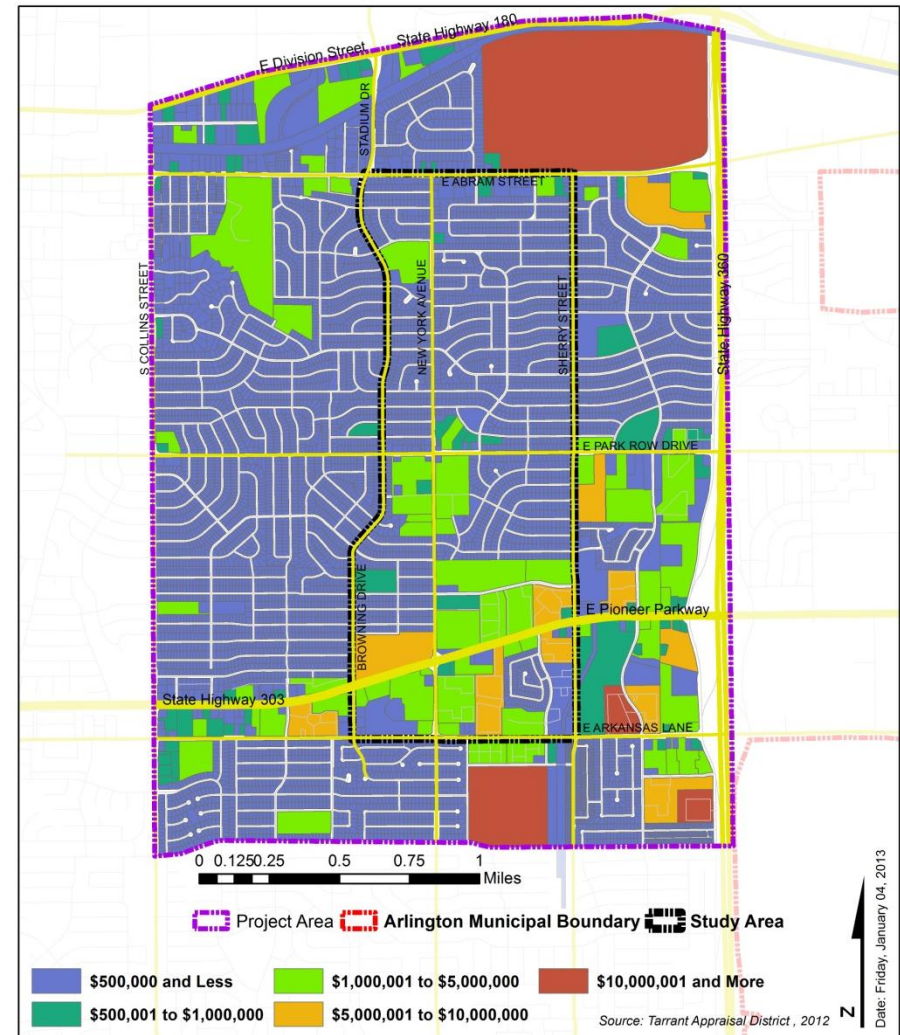 E Division Street
State Highway 180
STADIUM DR
E ABRAM STREET
S COLLINS STREET
NEW YORK AVENUE
SHERRY STREET
State Highway 360
E PARK ROW DRIVE
BROWNING DRIVE
E Pioneer Parkway
State Highway 303
E ARKANSAS LANE
0 0.125 0.25 0.5 0.75 1
Miles
Project Area Arlington Municipal Boundary Study Area
$500,000 and Less $1,000,001 to $5,000,000 $10,000,001 and More
$500,001 to $1,000,000 $5,000,001 to $10,000,000
Source: Tarrant Appraisal District , 2012
N
Date: Friday, January 04, 2013